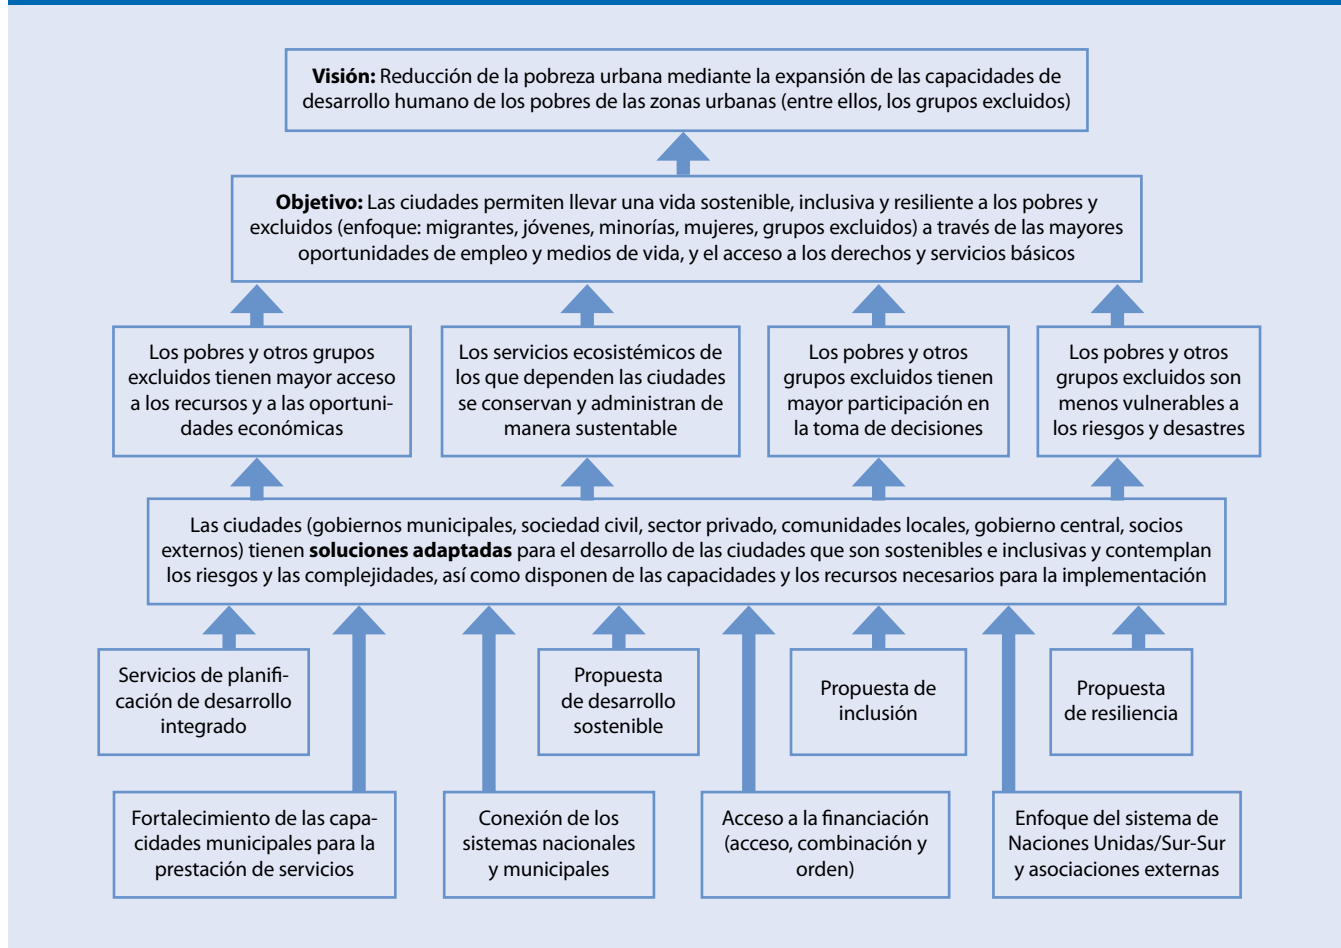 Visión: Reducción de la pobreza urbana mediante la expansión de las capacidades de
desarrollo humano de los pobres de las zonas urbanas (entre ellos, los grupos excluidos)
Objetivo: Las ciudades permiten llevar una vida sostenible, inclusiva y resiliente a los pobres y
excluidos (enfoque: migrantes, jóvenes, minorías, mujeres, grupos excluidos) a través de las mayores
oportunidades de empleo y medios de vida, y el acceso a los derechos y servicios básicos
Los pobres y otros grupos
excluidos tienen mayor acceso
a los recursos y a las oportuni-
dades económicas
Los servicios ecosistémicos de
los que dependen las ciudades
se conservan y administran de
manera sustentable
Los pobres y otros
grupos excluidos tienen
mayor participación en
la toma de decisiones
Los pobres y otros
grupos excluidos son
menos vulnerables a
los riesgos y desastres
Las ciudades (gobiernos municipales, sociedad civil, sector privado, comunidades locales, gobierno central, socios
externos) tienen soluciones adaptadas para el desarrollo de las ciudades que son sostenibles e inclusivas y contemplan
los riesgos y las complejidades, así como disponen de las capacidades y los recursos necesarios para la implementación
Servicios de planifi-
cación de desarrollo
integrado
Propuesta
de desarrollo
sostenible
Propuesta de
inclusión
Propuesta
de resiliencia
Fortalecimiento de las capa-
cidades municipales para la
prestación de servicios
Conexión de los
sistemas nacionales
y municipales
Acceso a la financiación
(acceso, combinación y
orden)
Enfoque del sistema de
Naciones Unidas/Sur-Sur
y asociaciones externas